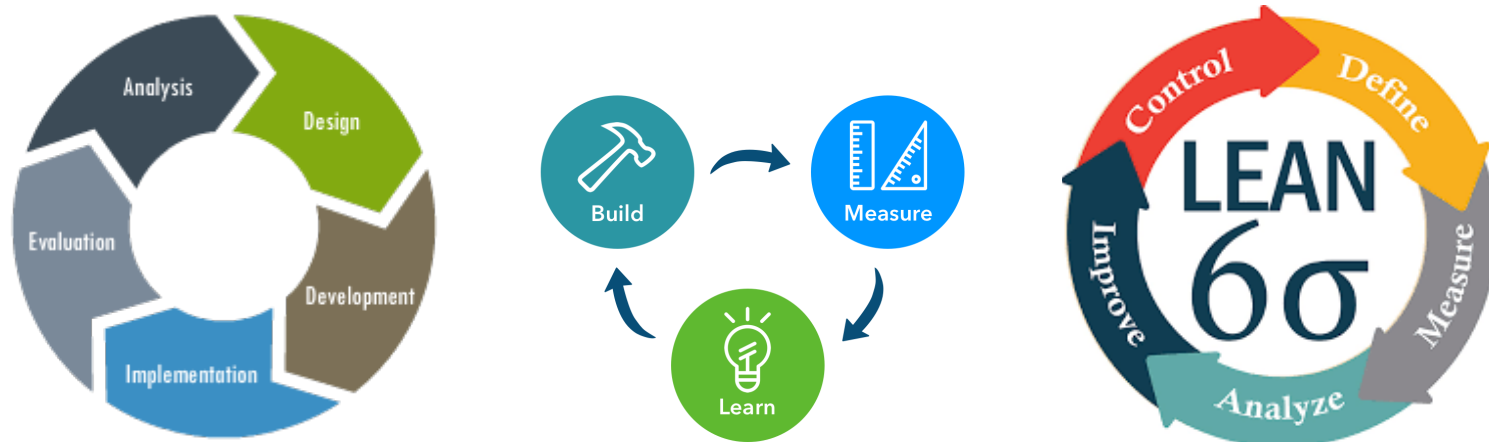 Analysis
Design
Development
Implementation
Evaluation
Build
Measure
Learn
Control
Define
Measure
Analyze
Improve
LEAN
6σ